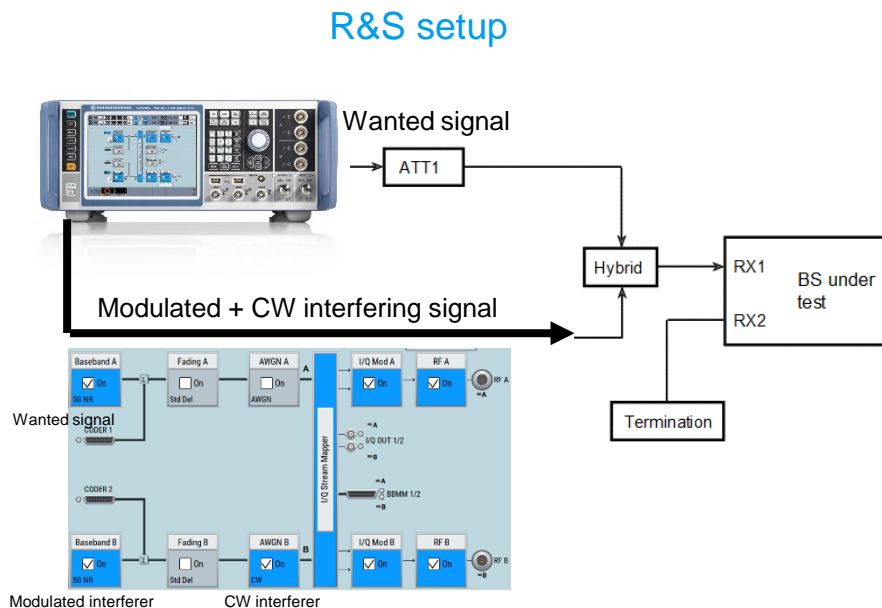 R&S setup
Wanted signal
ATT1
Hybrid
RX1
BS under
test
RX2
Termination
Modulated + CW interfering signal
Baseband A
On
5G NR
Fading A
On
Std Del
AWGN A
On
AWGN
A
I/Q Mod A
On
RF A
On
RF A
∞A
Wanted signal
CODER 1
I/Q Stream Mapper
∞A
I/Q OUT 1/2
∞B
∞A
BBMM 1/2
∞B
CODER 2
Baseband B
On
5G NR
Fading B
On
Std Del
AWGN B
On
CW
B
I/Q Mod B
On
RF B
On
RF B
∞B
Modulated interferer
CW interferer